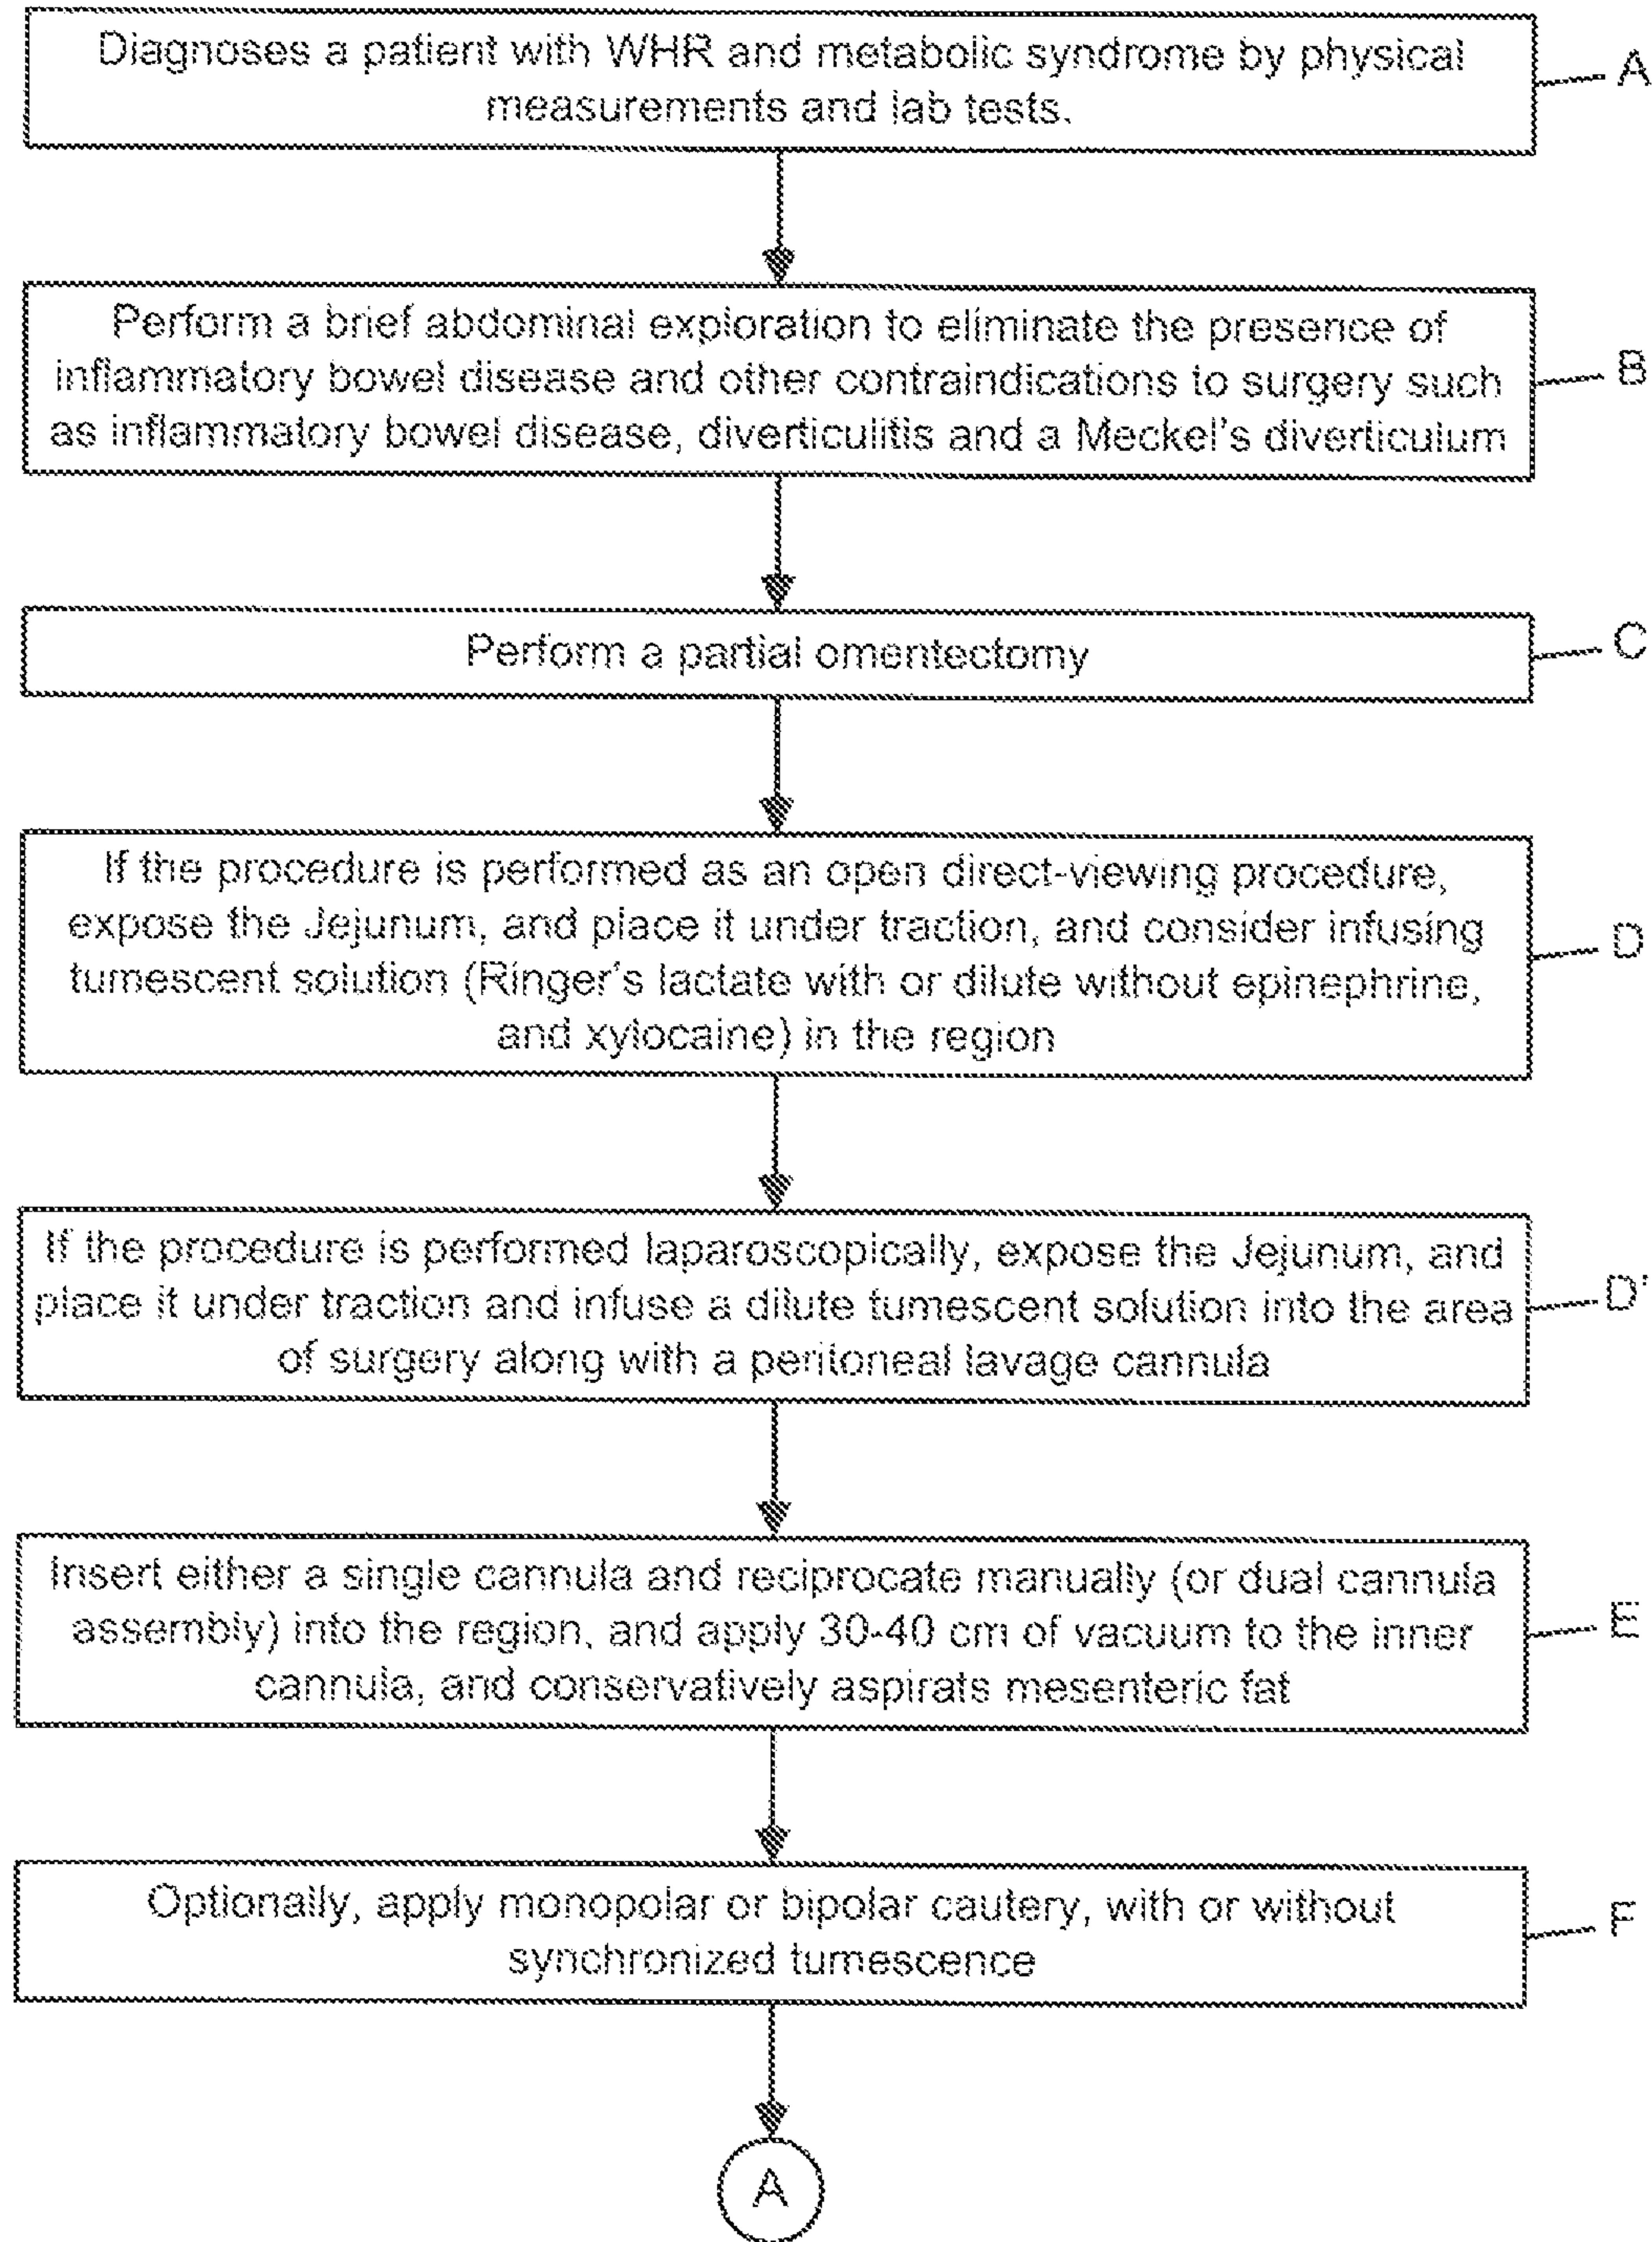 Diagnoses a patient with WHR and metabolic syndrome by physical
measurements and lab tests.
A
Perform a brief abdominal exploration to eliminate the presence of
inflammatory bowel disease and other contraindications to surgery such
as inflammatory bowel disease, diverticulitis and a Meckel's diverticulum
B
Perform a partial omentectomy
C
If the procedure is performed as an open direct-viewing procedure,
expose the Jejunum, and place it under traction, and consider infusing
tumescent solution (Ringer's lactate with or dilute without epinephrine,
and xylocaine) in the region
D
If the procedure is performed laparoscopically, expose the Jejunum, and
place it under traction and infuse a dilute tumescent solution into the area
of surgery along with a peritoneal lavage cannula
D'
Insert either a single cannula and reciprocate manually (or dual cannula
assembly) into the region, and apply 30-40 cm of vacuum to the inner
cannula, and conservatively aspirats mesenteric fat
E
Optionally, apply monopolar or bipolar cautery, with or without
synchronized tumescence
F
A